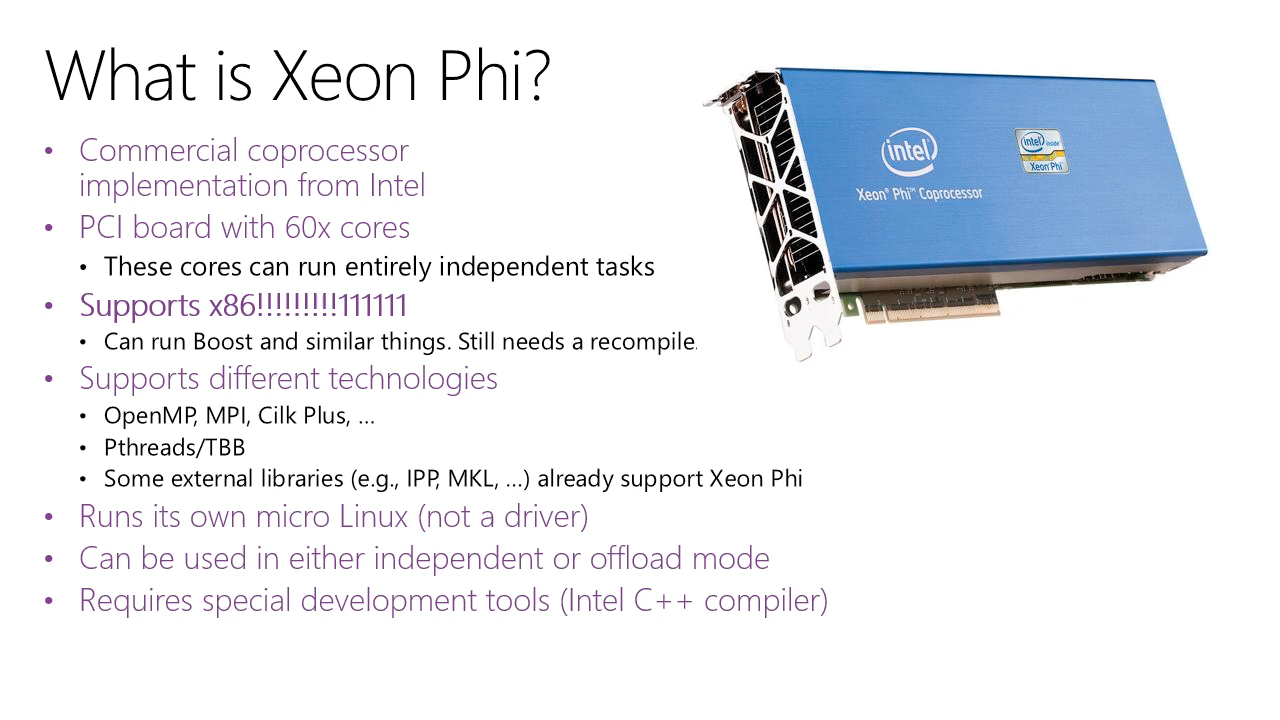 What is Xeon Phi?
• Commercial coprocessor
implementation from Intel
• PCI board with 60x cores
• These cores can run entirely independent tasks
• Supports x86!!!!!!!!!111111
• Can run Boost and similar things. Still needs a recompile.
• Supports different technologies
• OpenMP, MPI, Cilk Plus, …
• Pthreads/TBB
• Some external libraries (e.g., IPP, MKL, …) already support Xeon Phi
• Runs its own micro Linux (not a driver)
• Can be used in either independent or offload mode
• Requires special development tools (Intel C++ compiler)
intel
Xeon® Phi™ Coprocessor
intel inside
Xeon Phi